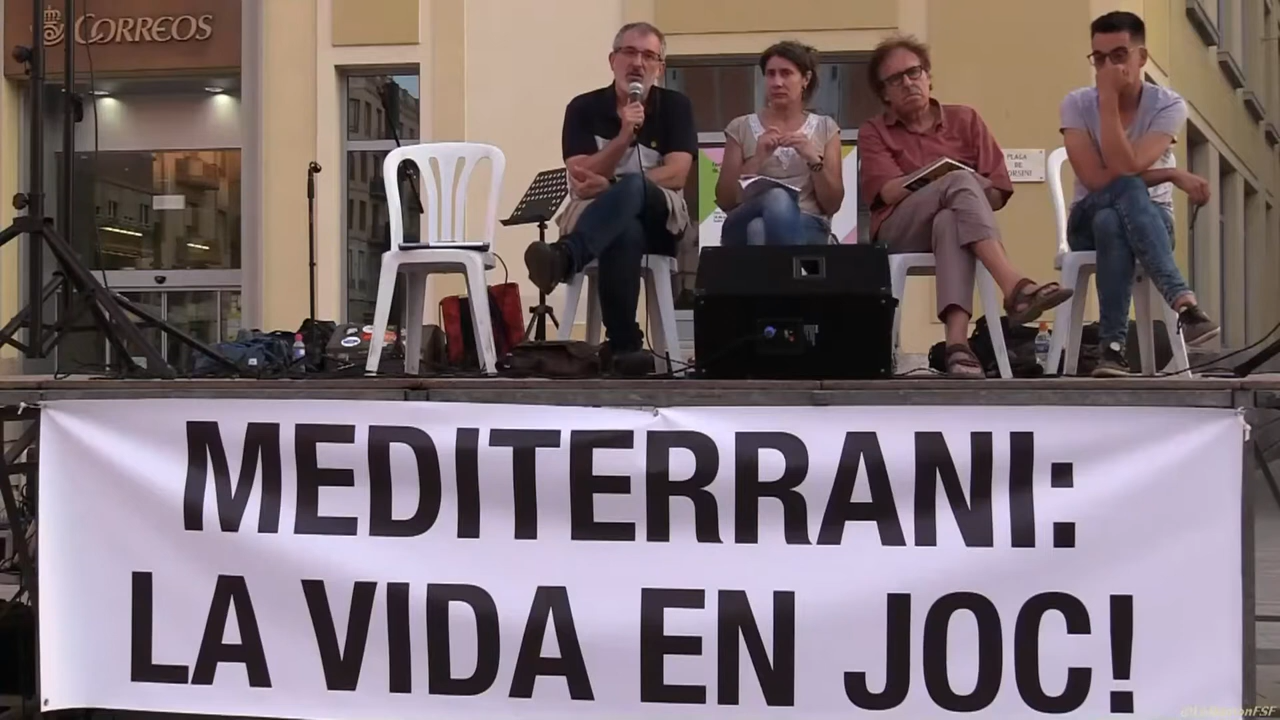 CORREOS
PLAÇA
DE
MEDITERRANI:
LA VIDA EN JOC!